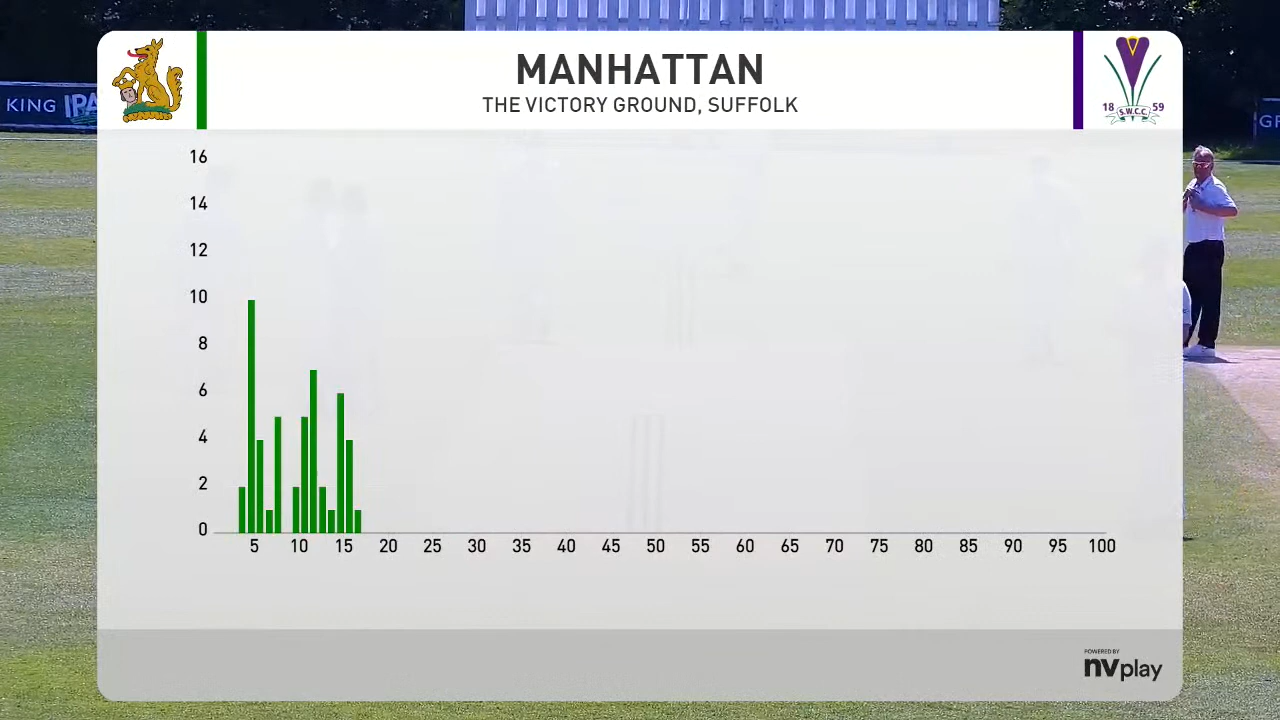 MANHATTAN
THE VICTORY GROUND, SUFFOLK
KING IPA
18 S.W.C.C. 59
GR
16
14
12
10
8
6
4
2
0
5 10 15 20 25 30 35 40 45 50 55 60 65 70 75 80 85 90 95 100
POWERED BY
nvplay